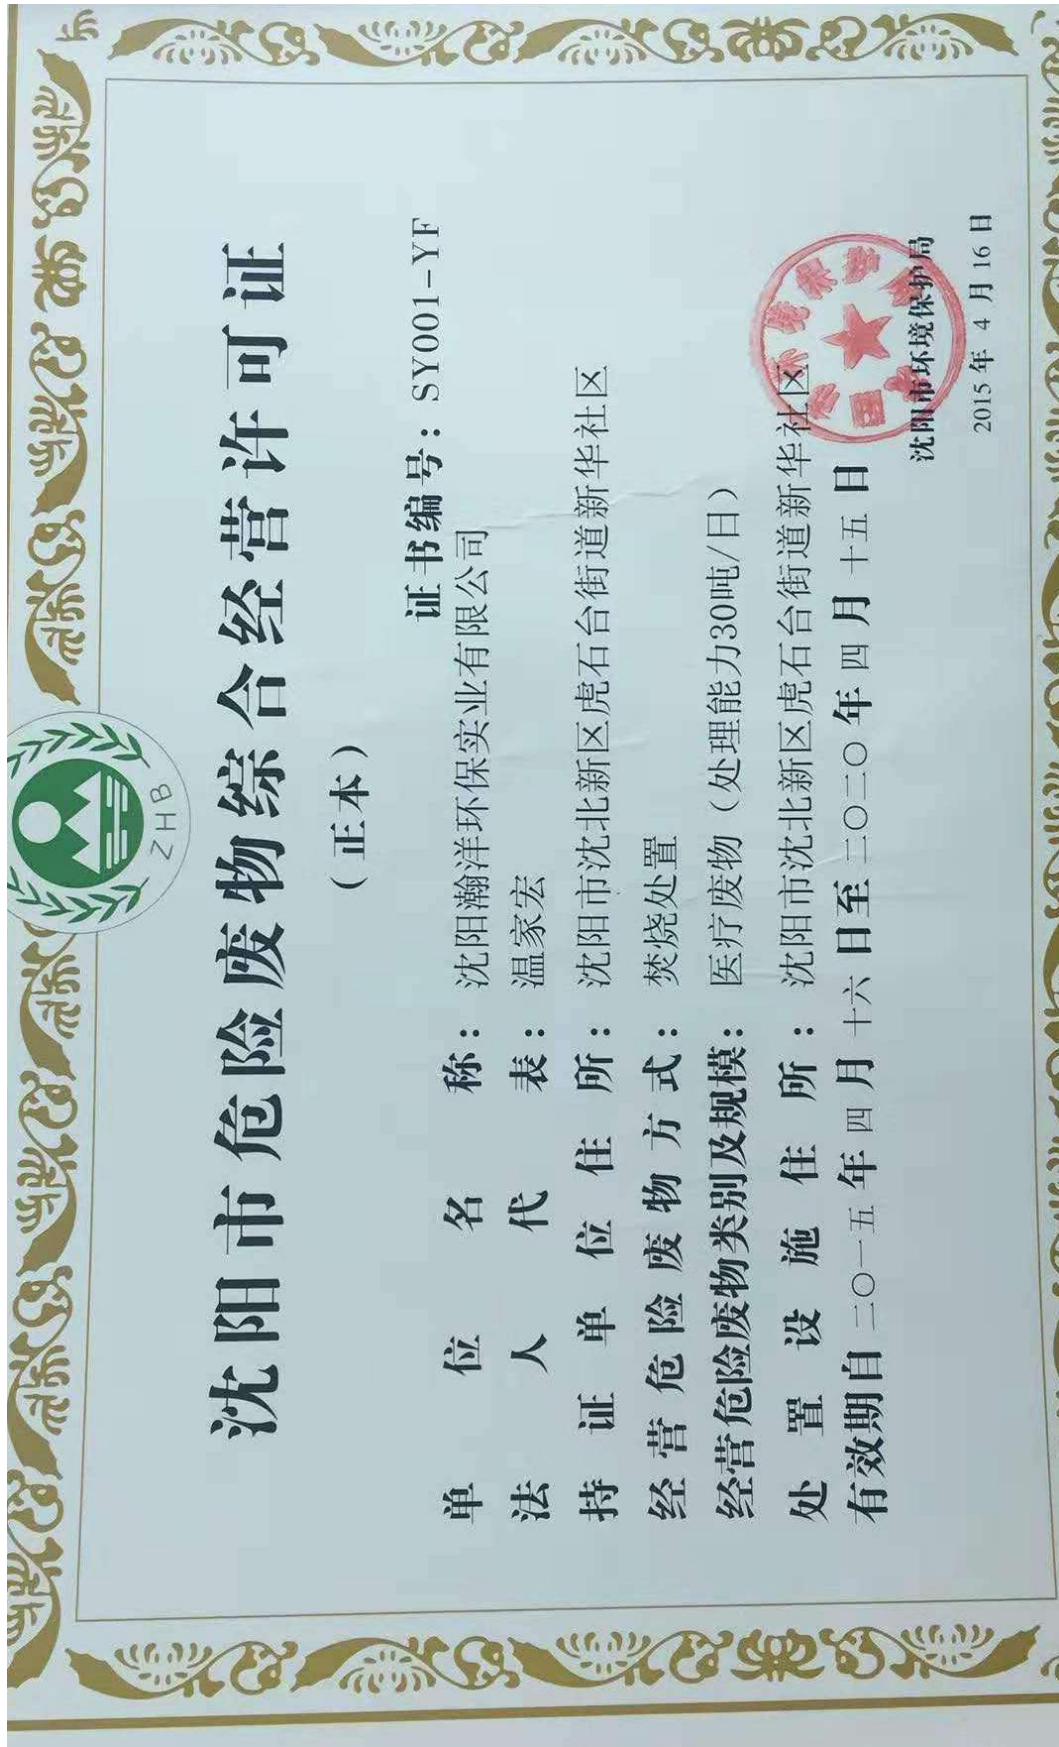 ZHB
沈阳市危险废物综合经营许可证
（正本）
证书编号：SY001-YF
单位名称：沈阳瀚洋环保实业有限公司
法人代表：温家宏
持证单位住所：沈阳市沈北新区虎石台街道新华社区
经营危险废物方式：焚烧处置
经营危险废物类别及规模：医疗废物（处理能力30吨/日）
处置设施住所：沈阳市沈北新区虎石台街道新华社区
有效期自二〇一五年四月十六日至二〇二〇年四月十五日
沈阳市环境保护局
2015年4月16日